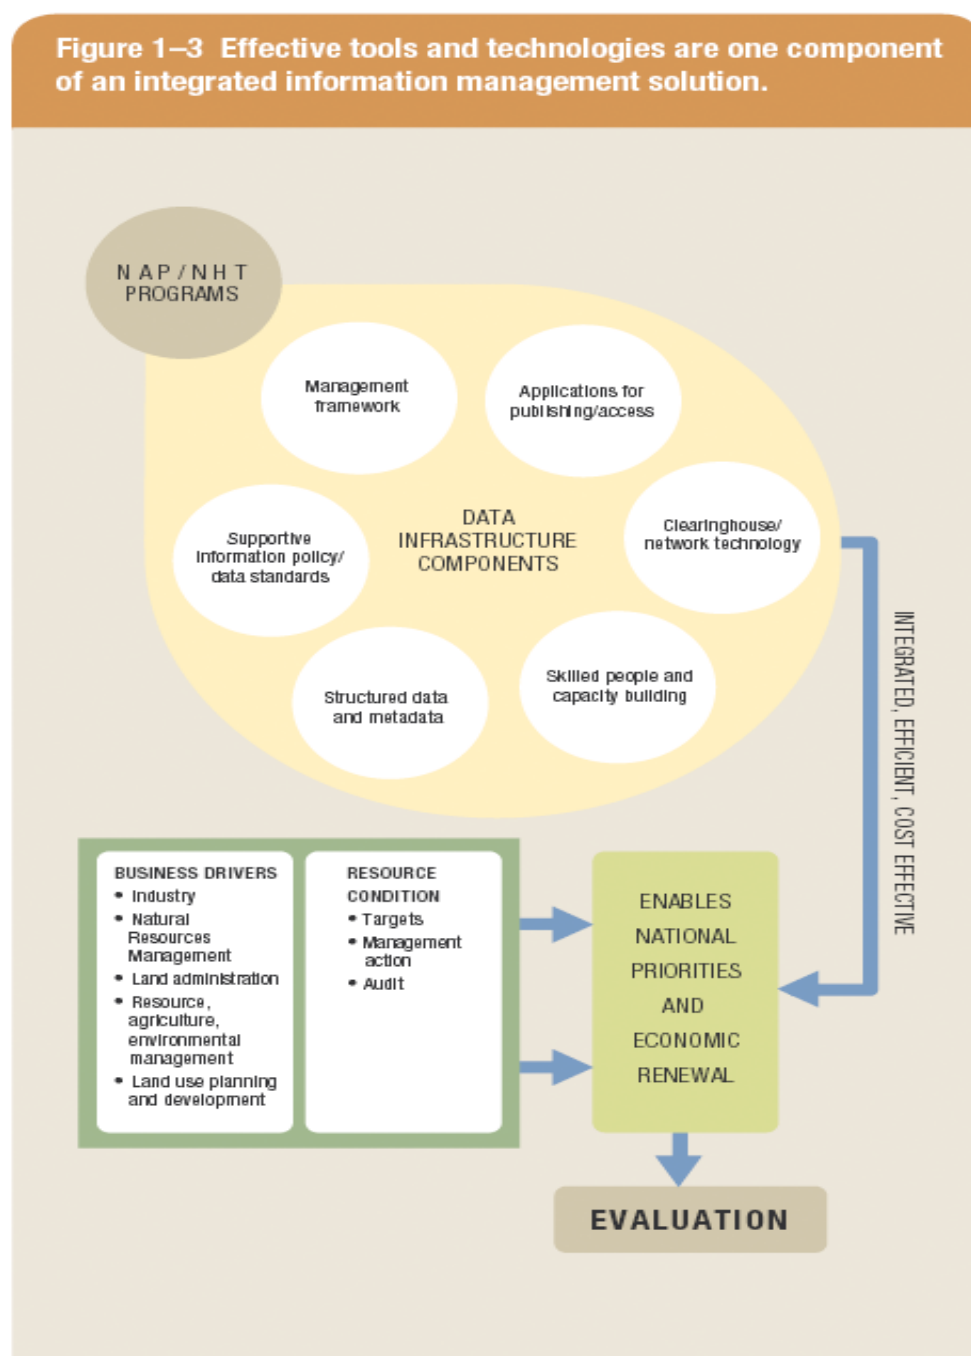 Figure 1–3 Effective tools and technologies are one component
of an integrated information management solution.
NAP/NHT
PROGRAMS
Management
framework
Applications for
publishing/access
Supportive
information policy/
data standards
DATA
INFRASTRUCTURE
COMPONENTS
Clearinghouse/
network technology
Structured data
and metadata
Skilled people and
capacity building
INTEGRATED, EFFICIENT, COST EFFECTIVE
BUSINESS DRIVERS
• Industry
• Natural
Resources
Management
• Land administration
• Resource,
agriculture,
environmental
management
• Land use planning
and development
RESOURCE
CONDITION
• Targets
• Management
action
• Audit
ENABLES
NATIONAL
PRIORITIES
AND
ECONOMIC
RENEWAL
EVALUATION